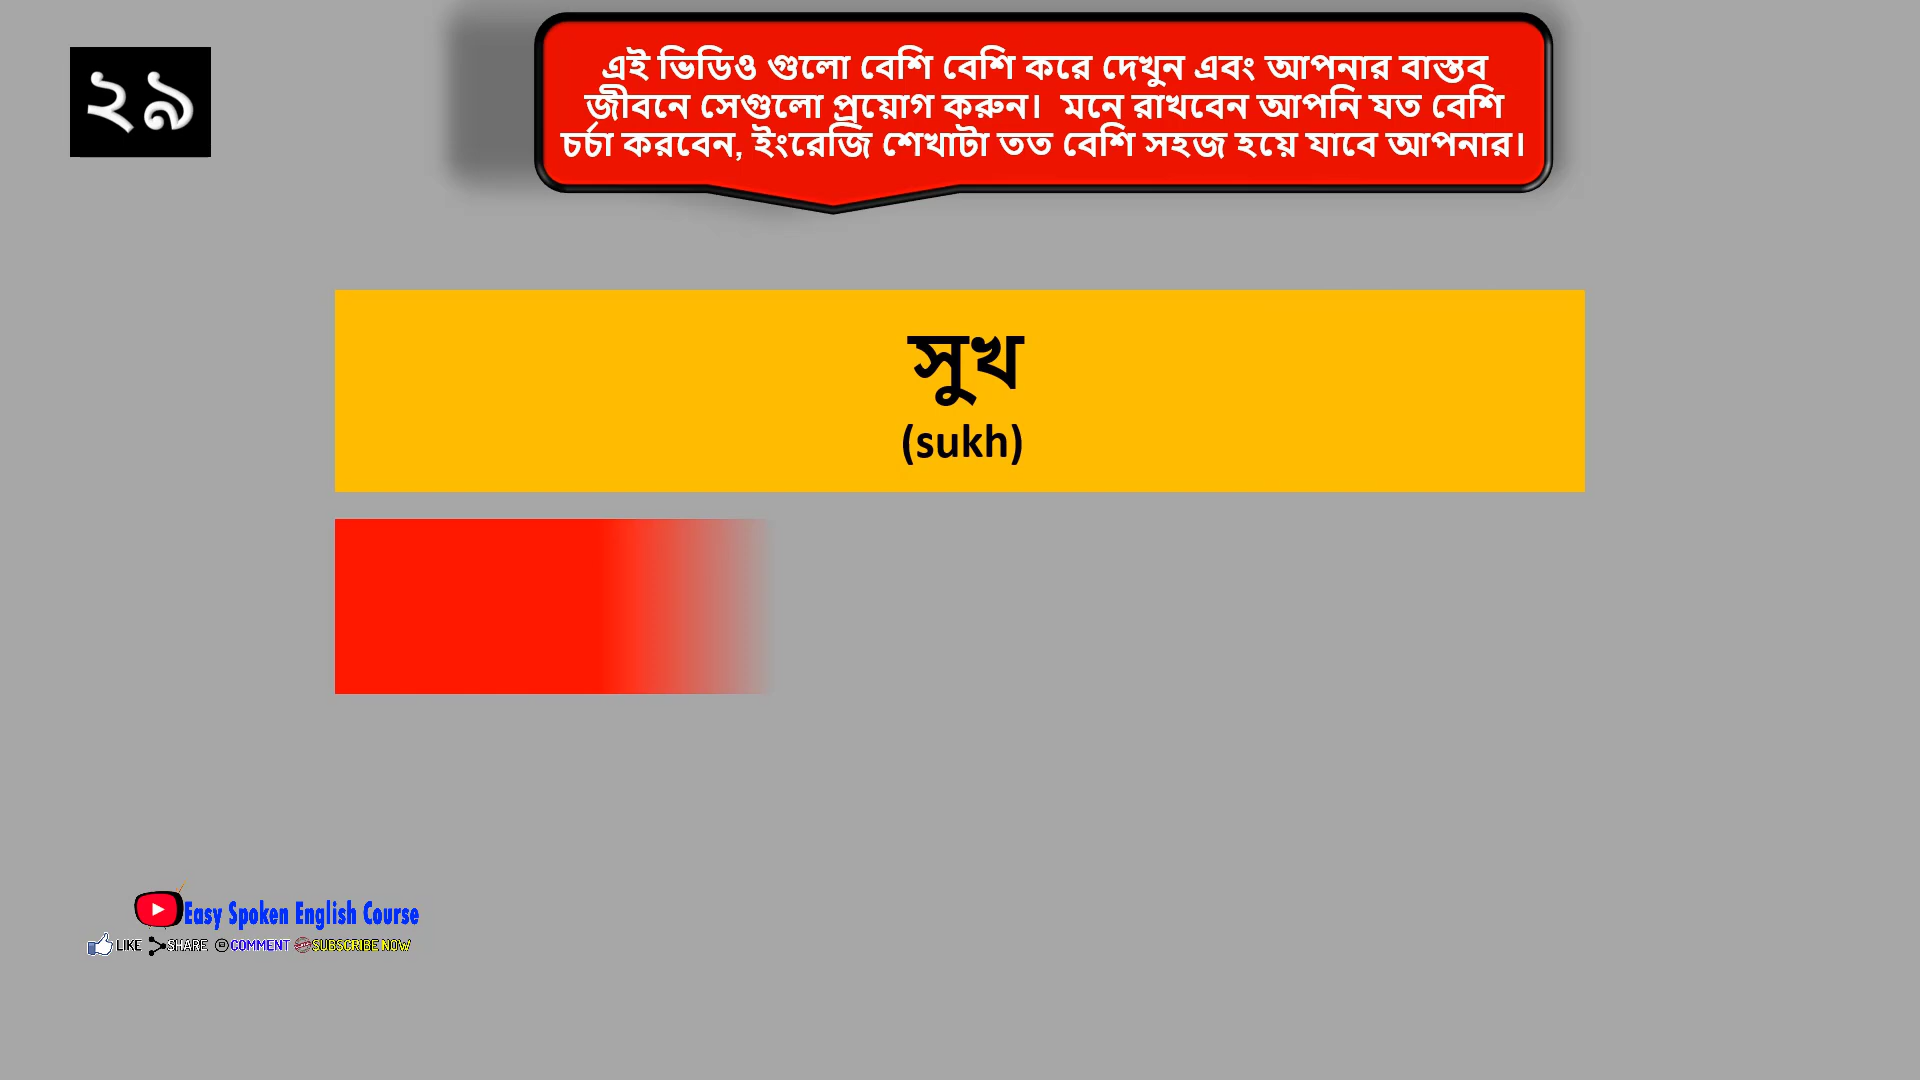 ২৯
এই ভিডিও গুলো বেশি বেশি করে দেখুন এবং আপনার বাস্তব
জীবনে সেগুলো প্রয়োগ করুন। মনে রাখবেন আপনি যত বেশি
চর্চা করবেন, ইংরেজি শেখাটা তত বেশি সহজ হয়ে যাবে আপনার।
সুখ
(sukh)
Easy Spoken English Course
LIKE SHARE COMMENT SUBSCRIBE NOW